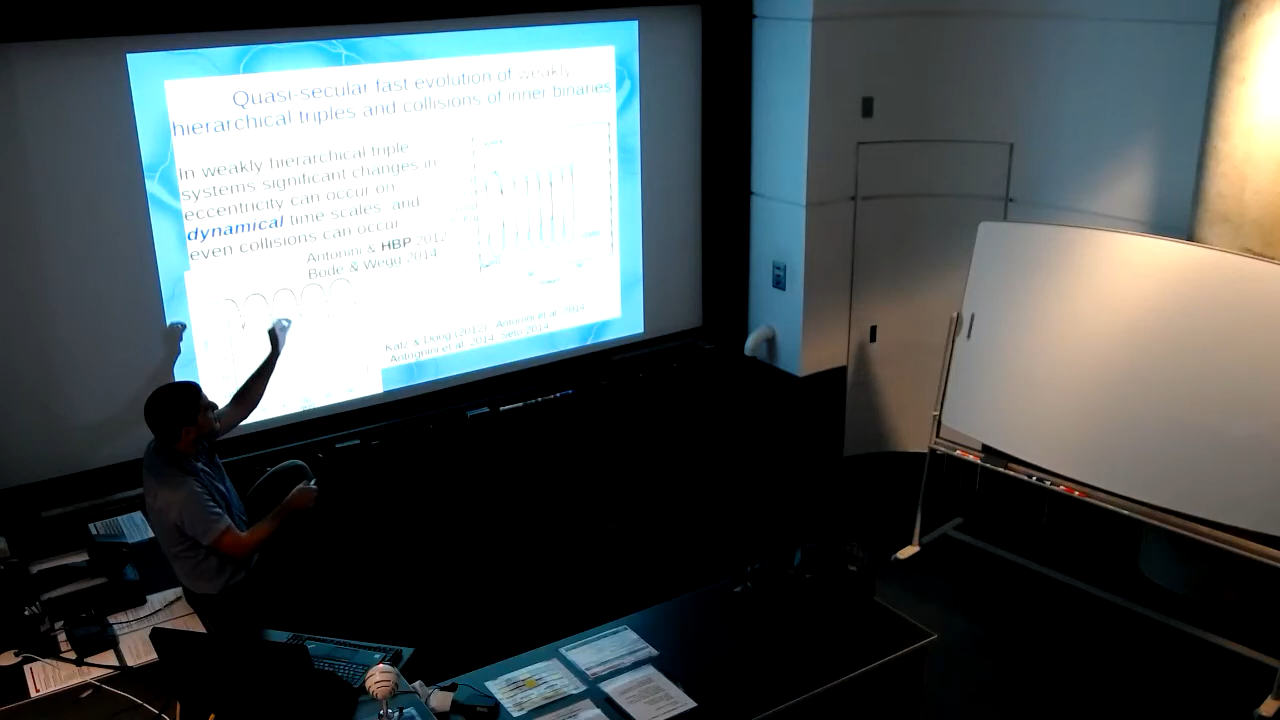 Quasi-secular fast evolution of weakly
hierarchical triples and collisions of inner binaries
In weakly hierarchical triple
systems significant changes in
eccentricity can occur on
dynamical time scales, and
even collisions can occur
Antonini & HBP 2012
Bode & Wegg 2014
Katz & Dong (2012), Antonini et al. 2014
Antognini et al. 2014, Seto 2014